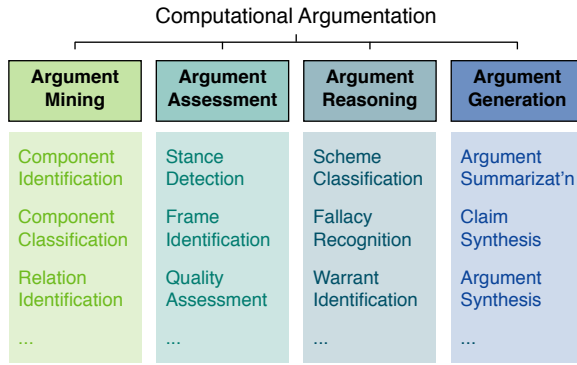 Computational Argumentation
Argument
Mining
Component
Identification
Component
Classification
Relation
Identification
...
Argument
Assessment
Stance
Detection
Frame
Identification
Quality
Assessment
...
Argument
Reasoning
Scheme
Classification
Fallacy
Recognition
Warrant
Identification
...
Argument
Generation
Argument
Summarizat'n
Claim
Synthesis
Argument
Synthesis
...